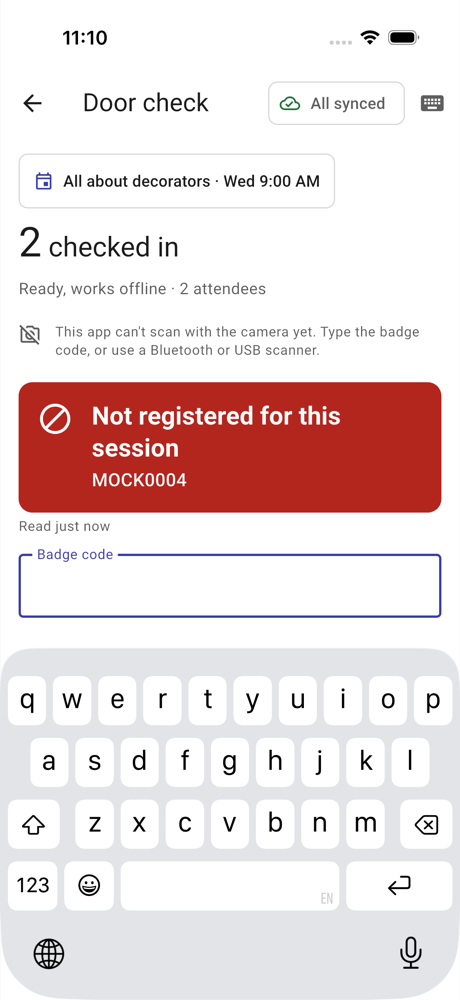 11:10
Door check
All synced
All about decorators · Wed 9:00 AM
2 checked in
Ready, works offline · 2 attendees
This app can't scan with the camera yet. Type the badge
code, or use a Bluetooth or USB scanner.
Not registered for this
session
MOCK0004
Read just now
Badge code
q w e r t y u i o p
a s d f g h j k l
z x c v b n m
123
EN